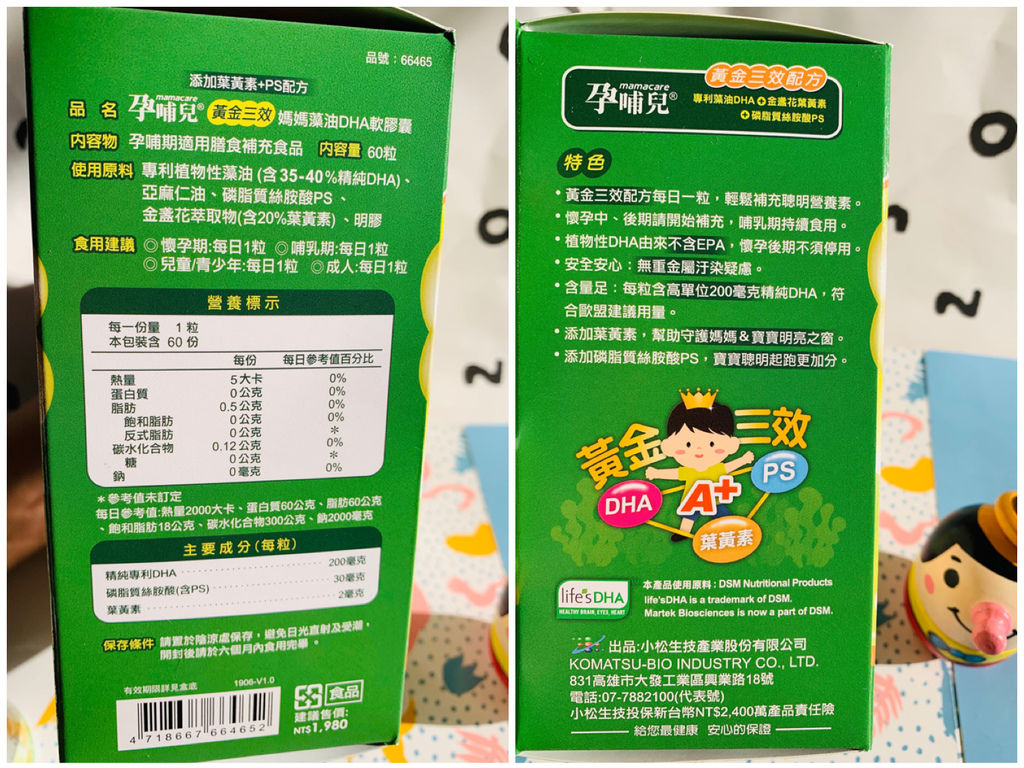 品號：66465
添加葉黃素+PS配方
品 名 mamacare 孕哺兒® 黃金三效 媽媽藻油DHA軟膠囊
內容物 孕哺期適用膳食補充食品 內容量 60粒
使用原料 專利植物性藻油 (含35-40%精純DHA)、
亞麻仁油、磷脂質絲胺酸PS、
金盞花萃取物(含20%葉黃素)、明膠
食用建議 ◎懷孕期:每日1粒 ◎哺乳期:每日1粒
◎兒童/青少年:每日1粒 ◎成人:每日1粒
營養標示
每一份量 1 粒
本包裝含 60 份
每份 每日參考值百分比
熱量 5大卡 0%
蛋白質 0公克 0%
脂肪 0.5公克 0%
飽和脂肪 0公克 0%
反式脂肪 0公克 *
碳水化合物 0.12公克 0%
糖 0公克 *
鈉 0毫克 0%
＊參考值未訂定
每日參考值:熱量2000大卡、蛋白質60公克、脂肪60公克
、飽和脂肪18公克、碳水化合物300公克、鈉2000毫克
主要成分(每粒)
精純專利DHA 200毫克
磷脂質絲胺酸(含PS) 30毫克
葉黃素 2毫克
保存條件 請置於陰涼處保存，避免日光直射及受潮，
開封後請於六個月內食用完畢。
有效期限詳見盒底 1906-V1.0
4 718667 664652
食品
建議售價:
NT$1,980
黃金三效配方
mamacare
孕哺兒® 專利藻油DHA+金盞花葉黃素
+磷脂質絲胺酸PS
特色
•黃金三效配方每日一粒，輕鬆補充聰明營養素。
•懷孕中、後期請開始補充，哺乳期持續食用。
•植物性DHA由來不含EPA，懷孕後期不須停用。
•安全安心：無重金屬汙染疑慮。
•含量足：每粒含高單位200毫克精純DHA，符
合歐盟建議用量。
•添加葉黃素，幫助守護媽媽＆寶寶明亮之窗。
•添加磷脂質絲胺酸PS，寶寶聰明起跑更加分。
黃金三效
DHA A+ PS
葉黃素
life'sDHA
HEALTHY BRAIN, EYES, HEART
本產品使用原料：DSM Nutritional Products
life'sDHA is a trademark of DSM.
Martek Biosciences is now a part of DSM.
出品:小松生技產業股份有限公司
KOMATSU-BIO INDUSTRY CO., LTD.
831高雄市大發工業區興業路18號
電話:07-7882100(代表號)
小松生技投保新台幣NT$2,400萬產品責任險
給您最健康 安心的保證
2
2